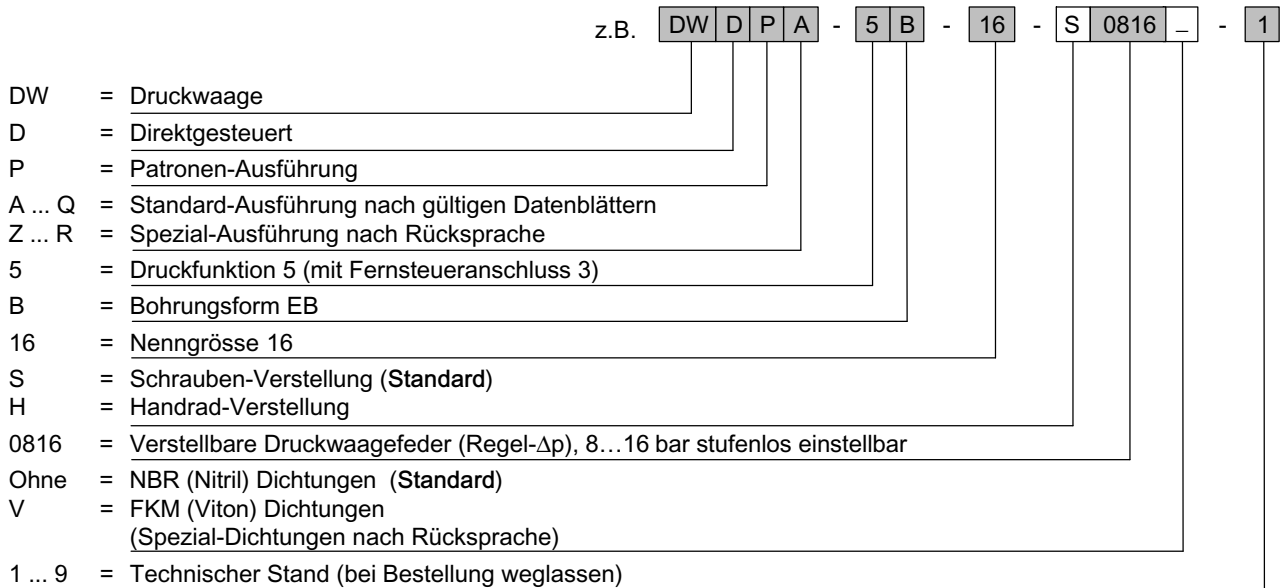 z.B. DW D P A - 5 B - 16 - S 0816 – - 1
DW = Druckwaage
D = Direktgesteuert
P = Patronen-Ausführung
A ... Q = Standard-Ausführung nach gültigen Datenblättern
Z ... R = Spezial-Ausführung nach Rücksprache
5 = Druckfunktion 5 (mit Fernsteueranschluss 3)
B = Bohrungsform EB
16 = Nenngrösse 16
S = Schrauben-Verstellung (Standard)
H = Handrad-Verstellung
0816 = Verstellbare Druckwaagefeder (Regel-∆p), 8…16 bar stufenlos einstellbar
Ohne = NBR (Nitril) Dichtungen (Standard)
V = FKM (Viton) Dichtungen
(Spezial-Dichtungen nach Rücksprache)
1 ... 9 = Technischer Stand (bei Bestellung weglassen)